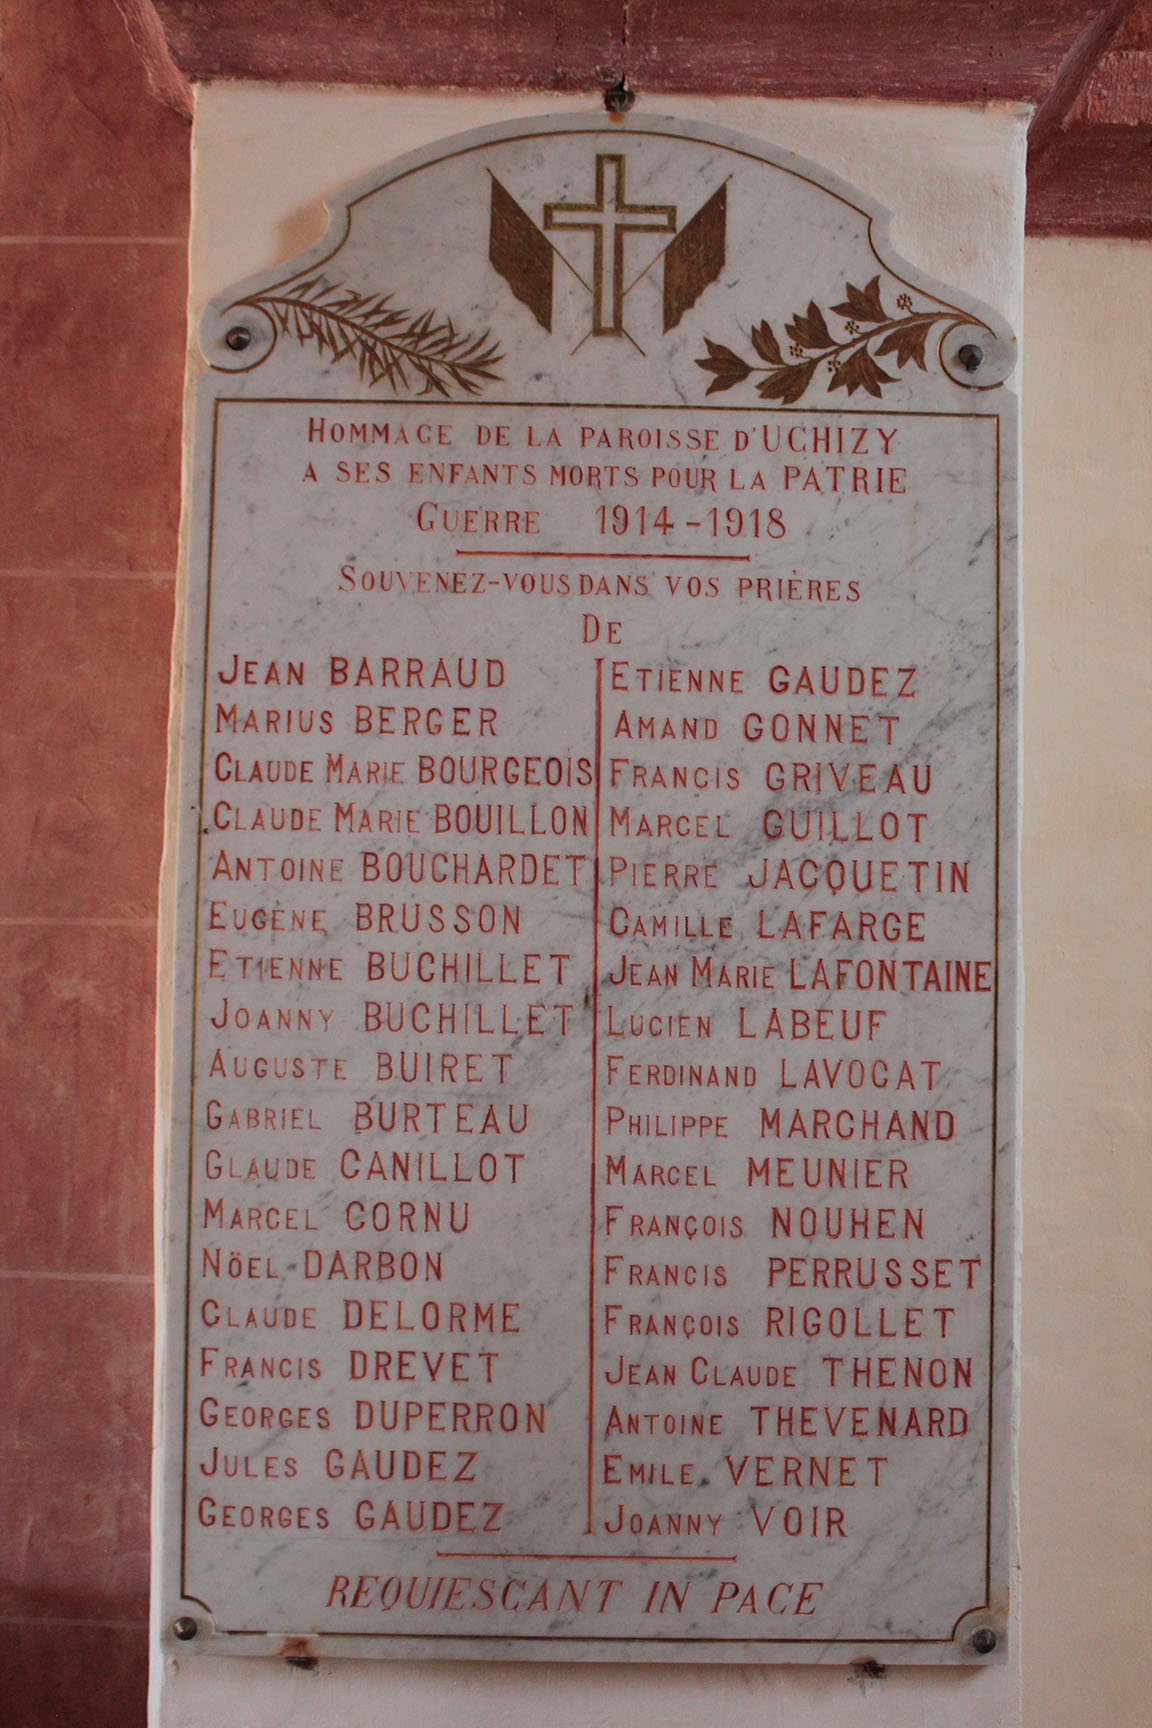 HOMMAGE DE LA PAROISSE D'UCHIZY
A SES ENFANTS MORTS POUR LA PATRIE
GUERRE 1914-1918
SOUVENEZ-VOUS DANS VOS PRIÈRES
DE
JEAN BARRAUD
MARIUS BERGER
CLAUDE MARIE BOURGEOIS
CLAUDE MARIE BOUILLON
ANTOINE BOUCHARDET
EUGÈNE BRUSSON
ETIENNE BUCHILLET
JOANNY BUCHILLET
AUGUSTE BUIRET
GABRIEL BURTEAU
CLAUDE CANILLOT
MARCEL CORNU
NÖEL DARBON
CLAUDE DELORME
FRANCIS DREVET
GEORGES DUPERRON
JULES GAUDEZ
GEORGES GAUDEZ
ETIENNE GAUDEZ
AMAND GONNET
FRANCIS GRIVEAU
MARCEL GUILLOT
PIERRE JACQUETIN
CAMILLE LAFARGE
JEAN MARIE LAFONTAINE
LUCIEN LABEUF
FERDINAND LAVOCAT
PHILIPPE MARCHAND
MARCEL MEUNIER
FRANÇOIS NOUHEN
FRANCIS PERRUSSET
FRANÇOIS RIGOLLET
JEAN CLAUDE THENON
ANTOINE THEVENARD
EMILE VERNET
JOANNY VOIR
REQUIESCANT IN PACE